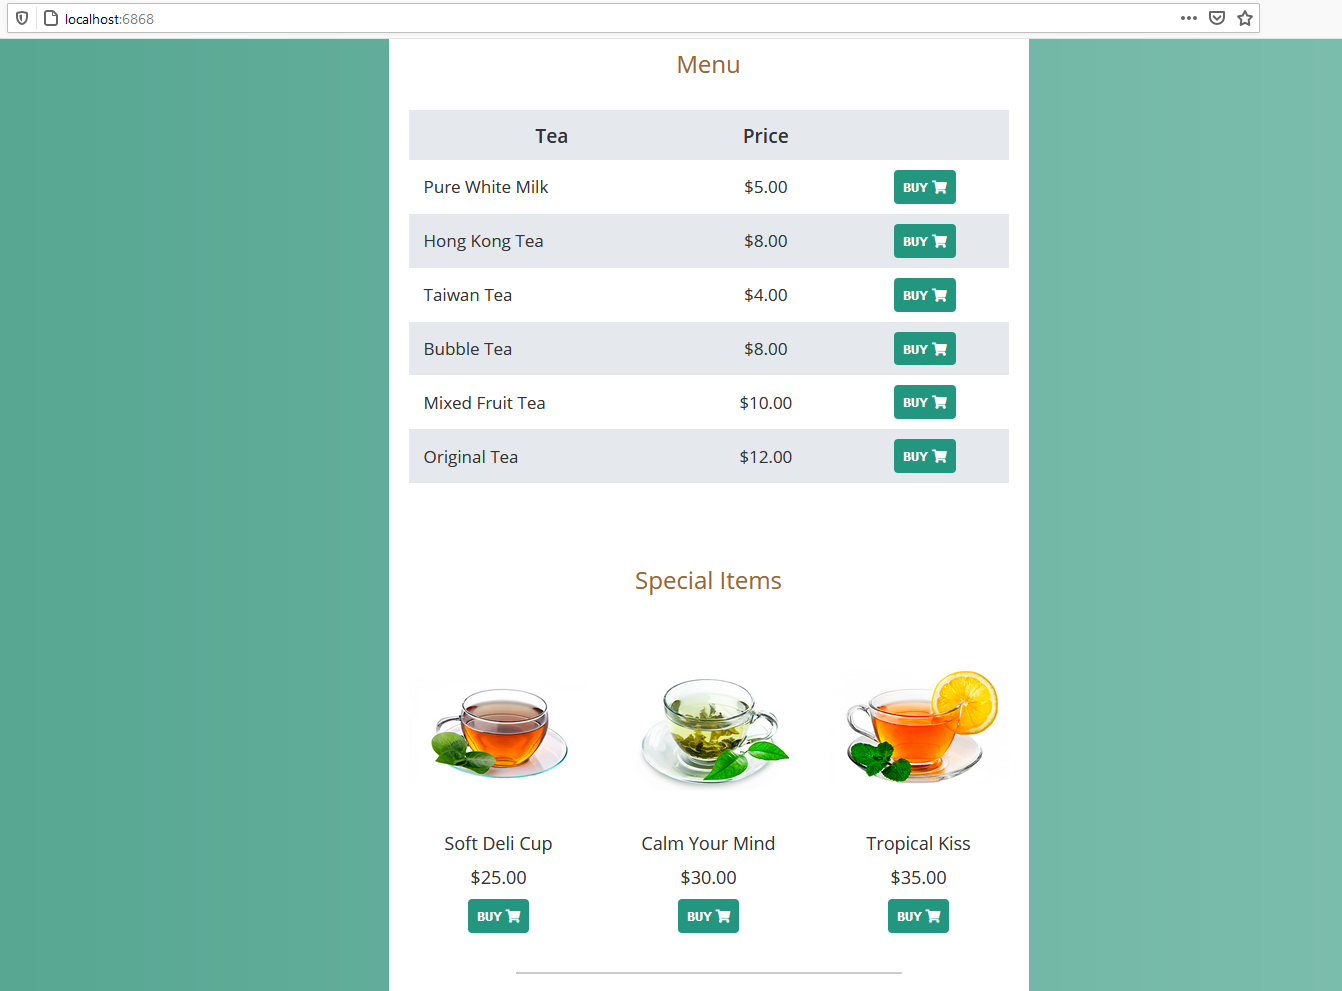 localhost:6868
Menu
Tea Price
Pure White Milk $5.00 BUY
Hong Kong Tea $8.00 BUY
Taiwan Tea $4.00 BUY
Bubble Tea $8.00 BUY
Mixed Fruit Tea $10.00 BUY
Original Tea $12.00 BUY
Special Items
Soft Deli Cup Calm Your Mind Tropical Kiss
$25.00 $30.00 $35.00
BUY BUY BUY